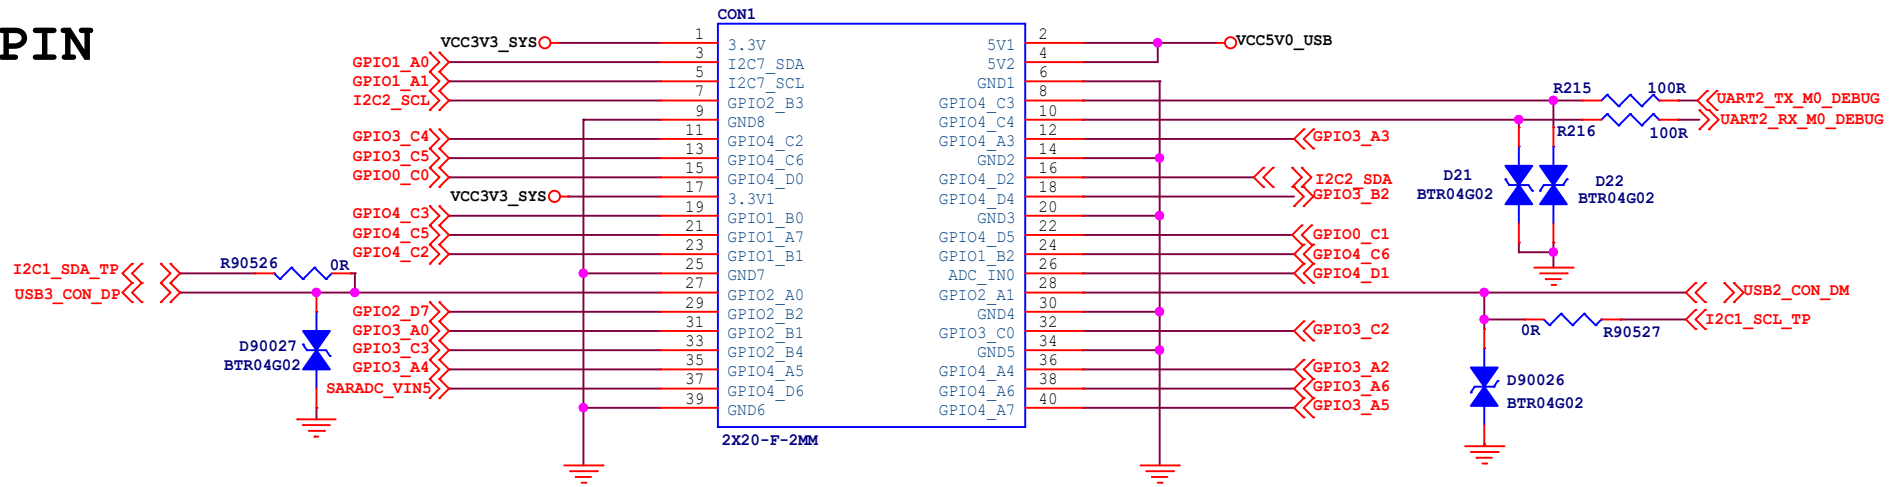 PIN
CON1
VCC3V3_SYS 1 3.3V 5V1 2 VCC5V0_USB
GPIO1_A0 3 I2C7_SDA 5V2 4
GPIO1_A1 5 I2C7_SCL GND1 6
I2C2_SCL 7 GPIO2_B3 GPIO4_C3 8 R215 100R UART2_TX_M0_DEBUG
9 GND8 GPIO4_C4 10 R216 100R UART2_RX_M0_DEBUG
GPIO3_C4 11 GPIO4_C2 GPIO4_A3 12 GPIO3_A3
GPIO3_C5 13 GPIO4_C6 GND2 14
GPIO0_C0 15 GPIO4_D0 GPIO4_D2 16 I2C2_SDA D21 D22
VCC3V3_SYS 17 3.3V1 GPIO4_D4 18 GPIO3_B2 BTR04G02 BTR04G02
GPIO4_C3 19 GPIO1_B0 GND3 20
GPIO4_C5 21 GPIO1_A7 GPIO4_D5 22 GPIO0_C1
GPIO4_C2 23 GPIO1_B1 GPIO1_B2 24 GPIO4_C6
I2C1_SDA_TP R90526 0R 25 GND7 ADC_IN0 26 GPIO4_D1
USB3_CON_DP 27 GPIO2_A0 GPIO2_A1 28 USB2_CON_DM
GPIO2_D7 29 GPIO2_B2 GND4 30
GPIO3_A0 31 GPIO2_B1 GPIO3_C0 32 GPIO3_C2 0R R90527 I2C1_SCL_TP
D90027 GPIO3_C3 33 GPIO2_B4 GND5 34
BTR04G02 GPIO3_A4 35 GPIO4_A5 GPIO4_A4 36 GPIO3_A2
SARADC_VIN5 37 GPIO4_D6 GPIO4_A6 38 GPIO3_A6 D90026
39 GND6 GPIO4_A7 40 GPIO3_A5 BTR04G02
2X20-F-2MM